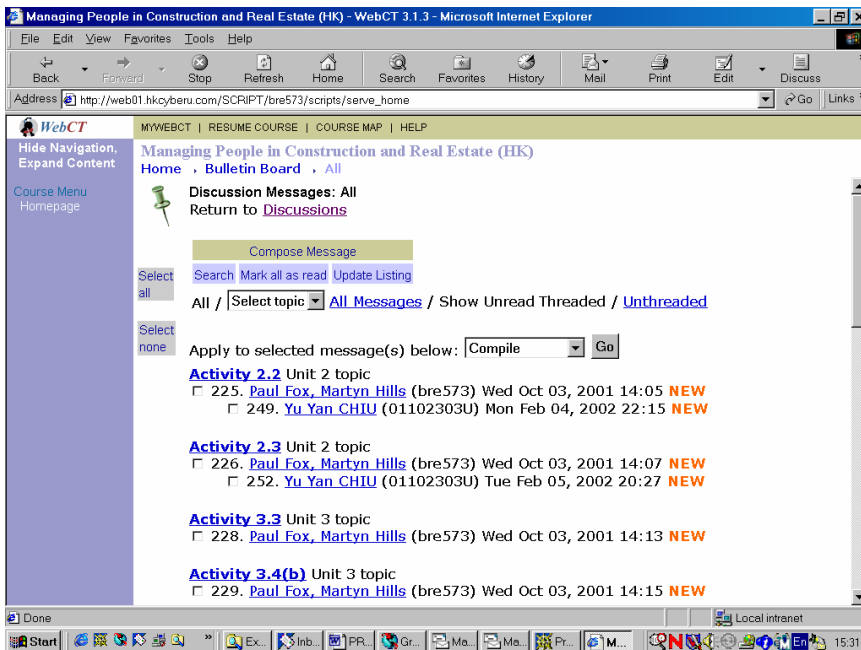 Managing People in Construction and Real Estate (HK) - WebCT 3.1.3 - Microsoft Internet Explorer
File Edit View Favorites Tools Help
Back Forward Stop Refresh Home Search Favorites History Mail Print Edit Discuss
Address http://web01.hkcyberu.com/SCRIPT/bre573/scripts/serve_home Go Links
WebCT MYWEBCT | RESUME COURSE | COURSE MAP | HELP
Hide Navigation,
Expand Content
Course Menu
Homepage
Managing People in Construction and Real Estate (HK)
Home › Bulletin Board › All
Discussion Messages: All
Return to Discussions
Compose Message
Select all
Search Mark all as read Update Listing
All / Select topic All Messages / Show Unread Threaded / Unthreaded
Select none
Apply to selected message(s) below: Compile Go
Activity 2.2 Unit 2 topic
225. Paul Fox, Martyn Hills (bre573) Wed Oct 03, 2001 14:05 NEW
249. Yu Yan CHIU (01102303U) Mon Feb 04, 2002 22:15 NEW
Activity 2.3 Unit 2 topic
226. Paul Fox, Martyn Hills (bre573) Wed Oct 03, 2001 14:07 NEW
252. Yu Yan CHIU (01102303U) Tue Feb 05, 2002 20:27 NEW
Activity 3.3 Unit 3 topic
228. Paul Fox, Martyn Hills (bre573) Wed Oct 03, 2001 14:13 NEW
Activity 3.4(b) Unit 3 topic
229. Paul Fox, Martyn Hills (bre573) Wed Oct 03, 2001 14:15 NEW
Done Local intranet
Start » Ex... Inb... PR... Gr... Ma... Ma... Pr... M... En 15:31